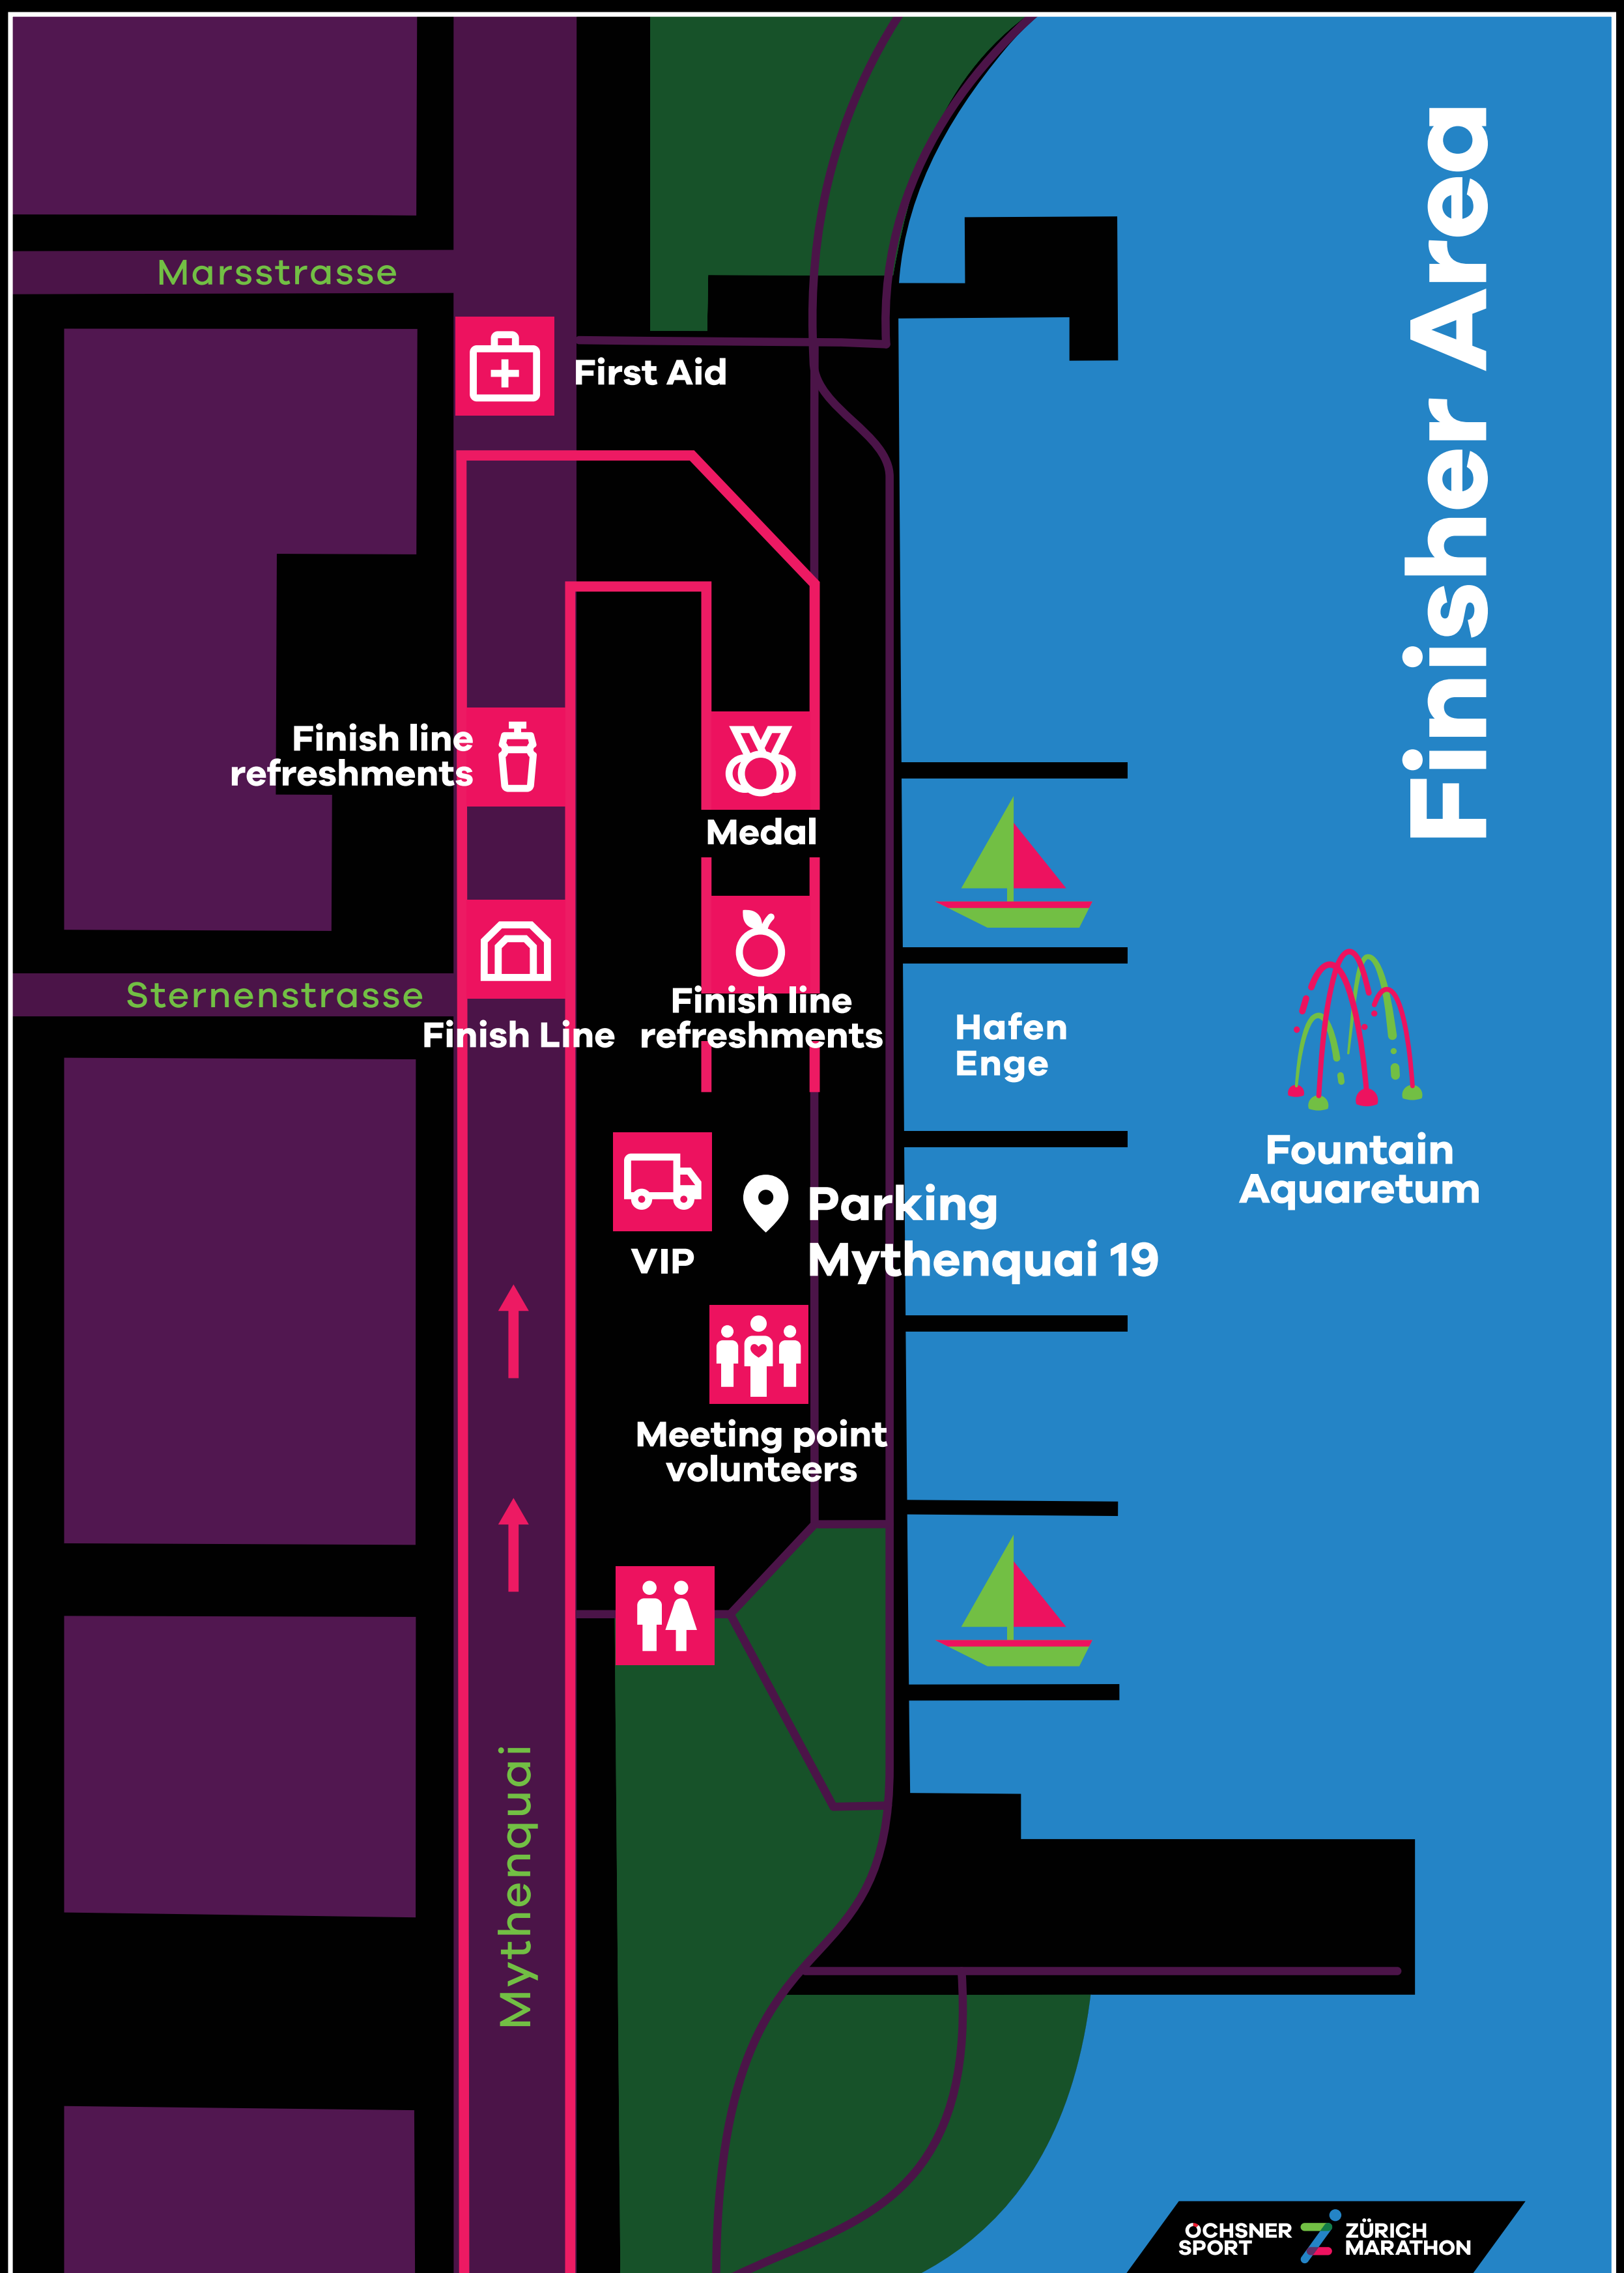 Finisher Area
Marsstrasse
First Aid
Finish line
refreshments
Medal
Sternenstrasse
Finish Line
Finish line
refreshments
Hafen
Enge
Fountain
Aquaretum
VIP
Parking
Mythenquai 19
Meeting point
volunteers
Mythenquai
OCHSNER
SPORT
ZÜRICH
MARATHON